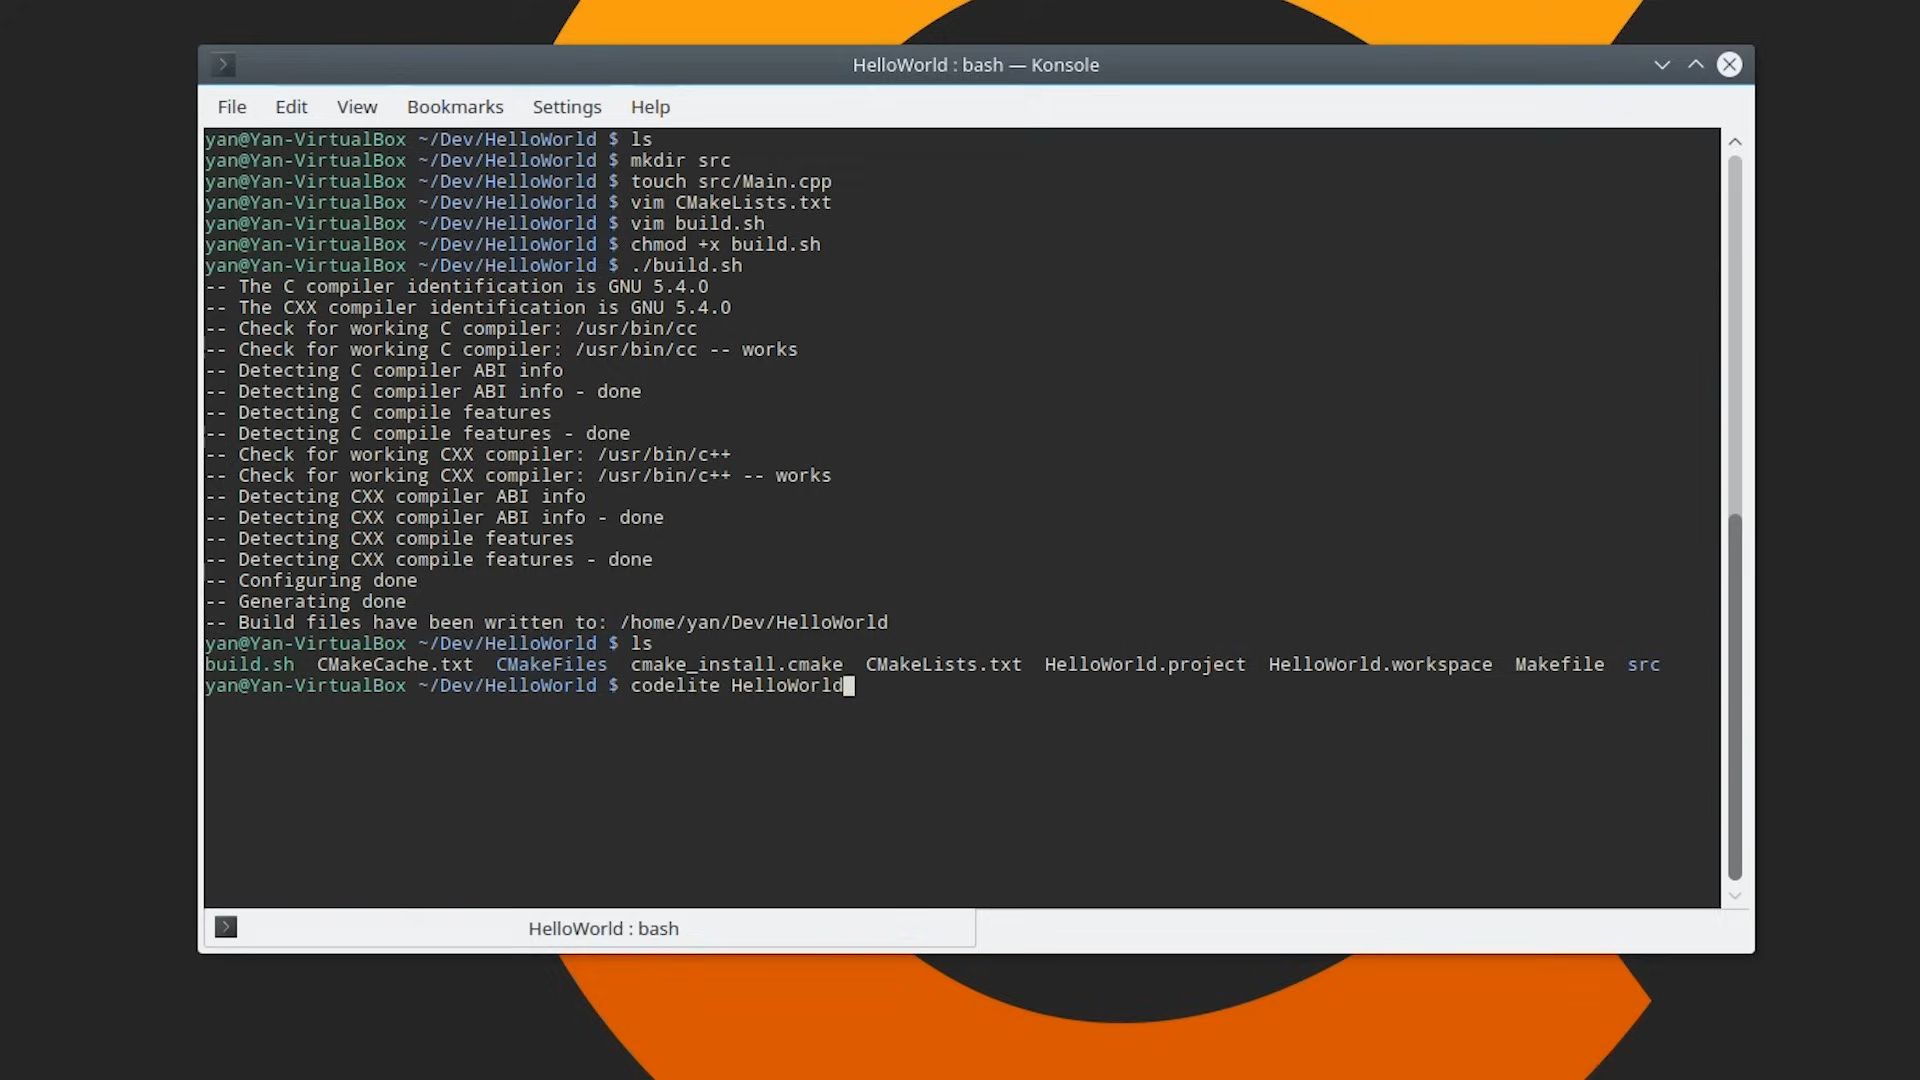 HelloWorld : bash — Konsole
File Edit View Bookmarks Settings Help
yan@Yan-VirtualBox ~/Dev/HelloWorld $ ls
yan@Yan-VirtualBox ~/Dev/HelloWorld $ mkdir src
yan@Yan-VirtualBox ~/Dev/HelloWorld $ touch src/Main.cpp
yan@Yan-VirtualBox ~/Dev/HelloWorld $ vim CMakeLists.txt
yan@Yan-VirtualBox ~/Dev/HelloWorld $ vim build.sh
yan@Yan-VirtualBox ~/Dev/HelloWorld $ chmod +x build.sh
yan@Yan-VirtualBox ~/Dev/HelloWorld $ ./build.sh
-- The C compiler identification is GNU 5.4.0
-- The CXX compiler identification is GNU 5.4.0
-- Check for working C compiler: /usr/bin/cc
-- Check for working C compiler: /usr/bin/cc -- works
-- Detecting C compiler ABI info
-- Detecting C compiler ABI info - done
-- Detecting C compile features
-- Detecting C compile features - done
-- Check for working CXX compiler: /usr/bin/c++
-- Check for working CXX compiler: /usr/bin/c++ -- works
-- Detecting CXX compiler ABI info
-- Detecting CXX compiler ABI info - done
-- Detecting CXX compile features
-- Detecting CXX compile features - done
-- Configuring done
-- Generating done
-- Build files have been written to: /home/yan/Dev/HelloWorld
yan@Yan-VirtualBox ~/Dev/HelloWorld $ ls
build.sh CMakeCache.txt CMakeFiles cmake_install.cmake CMakeLists.txt HelloWorld.project HelloWorld.workspace Makefile src
yan@Yan-VirtualBox ~/Dev/HelloWorld $ codelite HelloWorld
HelloWorld : bash